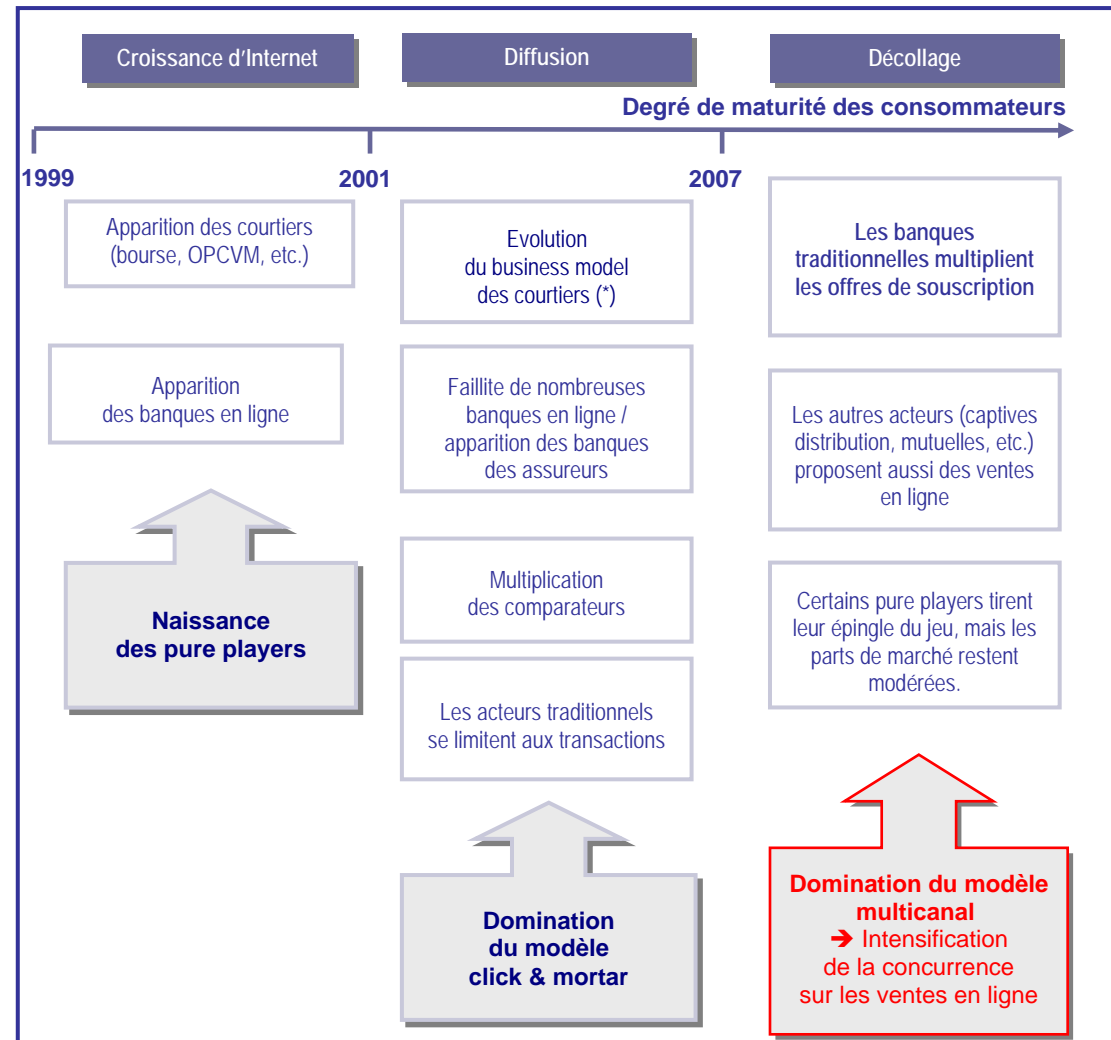 Croissance d'Internet
Diffusion
Décollage
Degré de maturité des consommateurs
1999
2001
2007
Apparition des courtiers
(bourse, OPCVM, etc.)
Apparition
des banques en ligne
Naissance
des pure players
Evolution
du business model
des courtiers (*)
Faillite de nombreuses
banques en ligne /
apparition des banques
des assureurs
Multiplication
des comparateurs
Les acteurs traditionnels
se limitent aux transactions
Domination
du modèle
click & mortar
Les banques
traditionnelles multiplient
les offres de souscription
Les autres acteurs (captives
distribution, mutuelles, etc.)
proposent aussi des ventes
en ligne
Certains pure players tirent
leur épingle du jeu, mais les
parts de marché restent
modérées.
Domination du modèle
multicanal
➔ Intensification
de la concurrence
sur les ventes en ligne